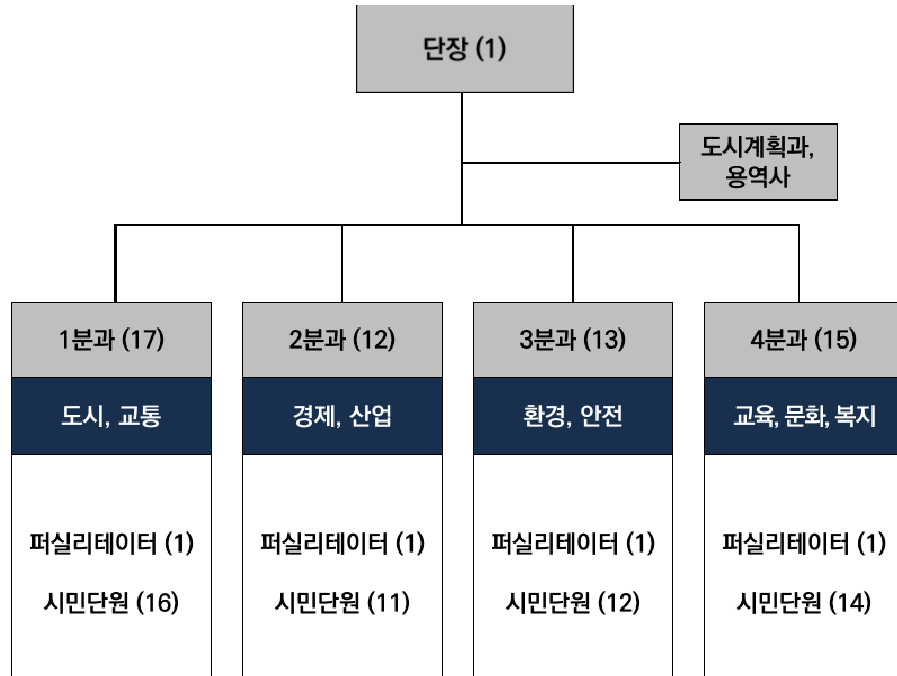 단장 (1)
도시계획과,
용역사
1분과 (17)
도시, 교통
퍼실리테이터 (1)
시민단원 (16)
2분과 (12)
경제, 산업
퍼실리테이터 (1)
시민단원 (11)
3분과 (13)
환경, 안전
퍼실리테이터 (1)
시민단원 (12)
4분과 (15)
교육, 문화, 복지
퍼실리테이터 (1)
시민단원 (14)